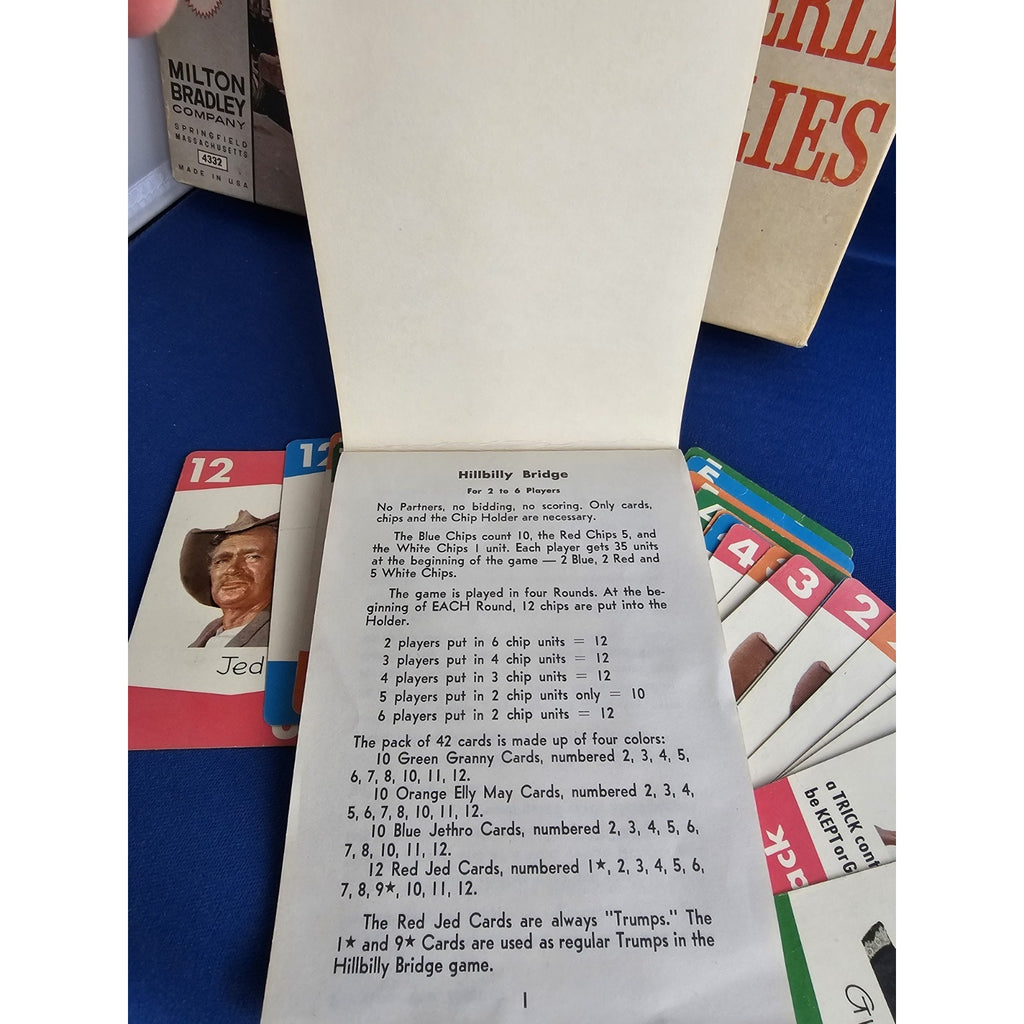 MILTON
BRADLEY
COMPANY
SPRINGFIELD
MASSACHUSETTS
4332
MADE IN U S A
ERLY
LIES
12
Jed
12
5
4
3
2
a TRICK
be KEPT or
Hillbilly Bridge
For 2 to 6 Players
No Partners, no bidding, no scoring. Only cards,
chips and the Chip Holder are necessary.
The Blue Chips count 10, the Red Chips 5, and
the White Chips 1 unit. Each player gets 35 units
at the beginning of the game — 2 Blue, 2 Red and
5 White Chips.
The game is played in four Rounds. At the be-
ginning of EACH Round, 12 chips are put into the
Holder.
2 players put in 6 chip units = 12
3 players put in 4 chip units = 12
4 players put in 3 chip units = 12
5 players put in 2 chip units only = 10
6 players put in 2 chip units = 12
The pack of 42 cards is made up of four colors:
10 Green Granny Cards, numbered 2, 3, 4, 5,
6, 7, 8, 10, 11, 12.
10 Orange Elly May Cards, numbered 2, 3, 4,
5, 6, 7, 8, 10, 11, 12.
10 Blue Jethro Cards, numbered 2, 3, 4, 5, 6,
7, 8, 10, 11, 12.
12 Red Jed Cards, numbered 1★, 2, 3, 4, 5, 6,
7, 8, 9★, 10, 11, 12.
The Red Jed Cards are always "Trumps." The
1★ and 9★ Cards are used as regular Trumps in the
Hillbilly Bridge game.
1